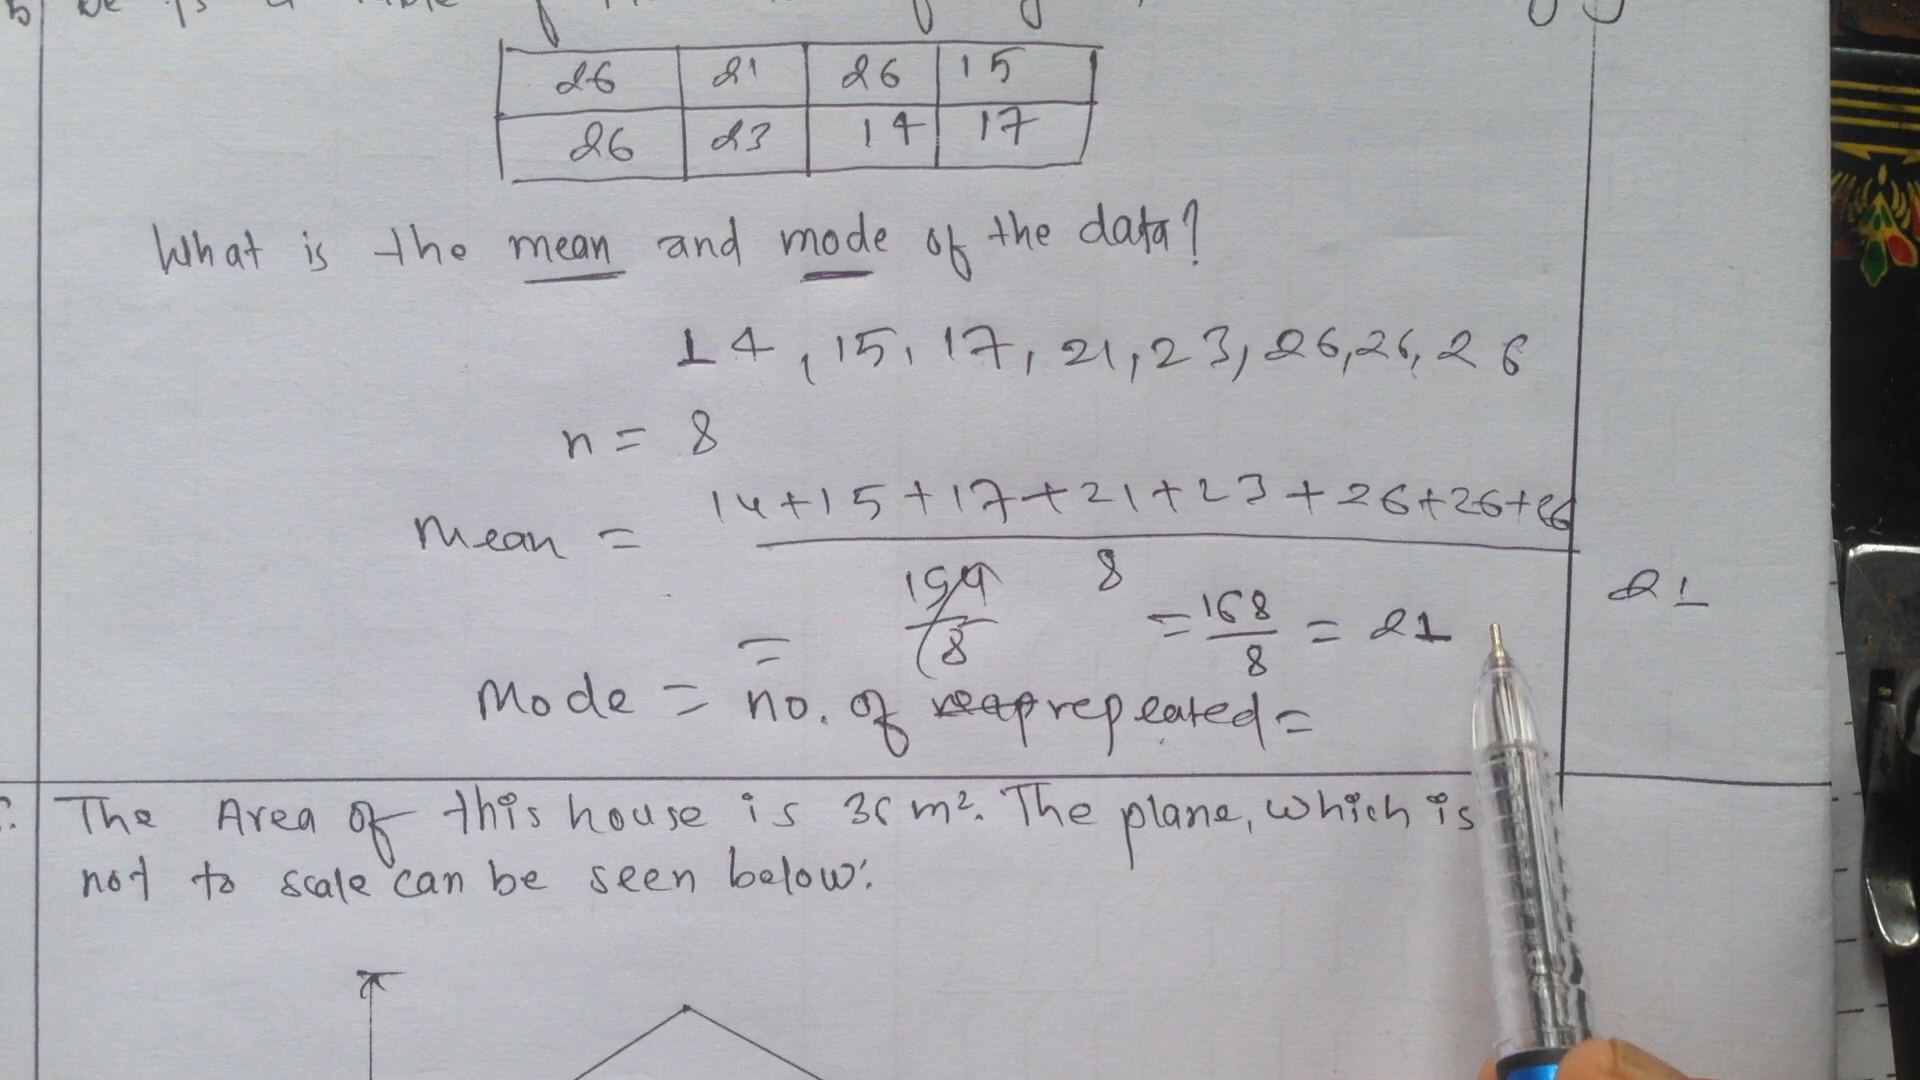 26 21 26 15
26 23 14 17
What is the mean and mode of the data?
14, 15, 17, 21, 23, 26, 26, 26
n = 8
mean = 14+15+17+21+23+26+26+26
8
= 194/8 = 168/8 = 21
21
Mode = no. of reap repeated =
The Area of this house is 36 m². The plane, which is
not to scale can be seen below: